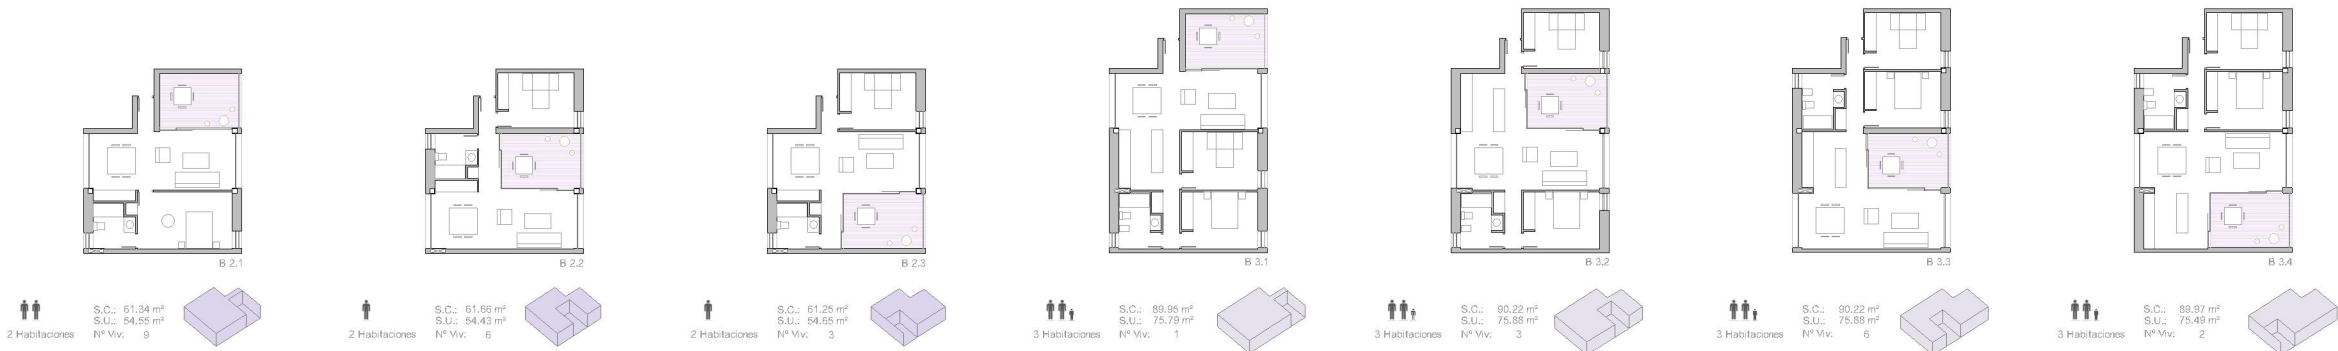 B 2.1
B 2.2
B 2.3
B 3.1
B 3.2
B 3.3
B 3.4
2 Habitaciones
S.C.: 61.34 m²
S.U.: 54.55 m²
Nº Viv: 9
2 Habitaciones
S.C.: 61.66 m²
S.U.: 54.43 m²
Nº Viv: 6
2 Habitaciones
S.C.: 61.25 m²
S.U.: 54.65 m²
Nº Viv: 3
3 Habitaciones
S.C.: 89.95 m²
S.U.: 75.79 m²
Nº Viv: 1
3 Habitaciones
S.C.: 90.22 m²
S.U.: 75.88 m²
Nº Viv: 3
3 Habitaciones
S.C.: 90.22 m²
S.U.: 75.88 m²
Nº Viv: 6
3 Habitaciones
S.C.: 89.97 m²
S.U.: 75.49 m²
Nº Viv: 2